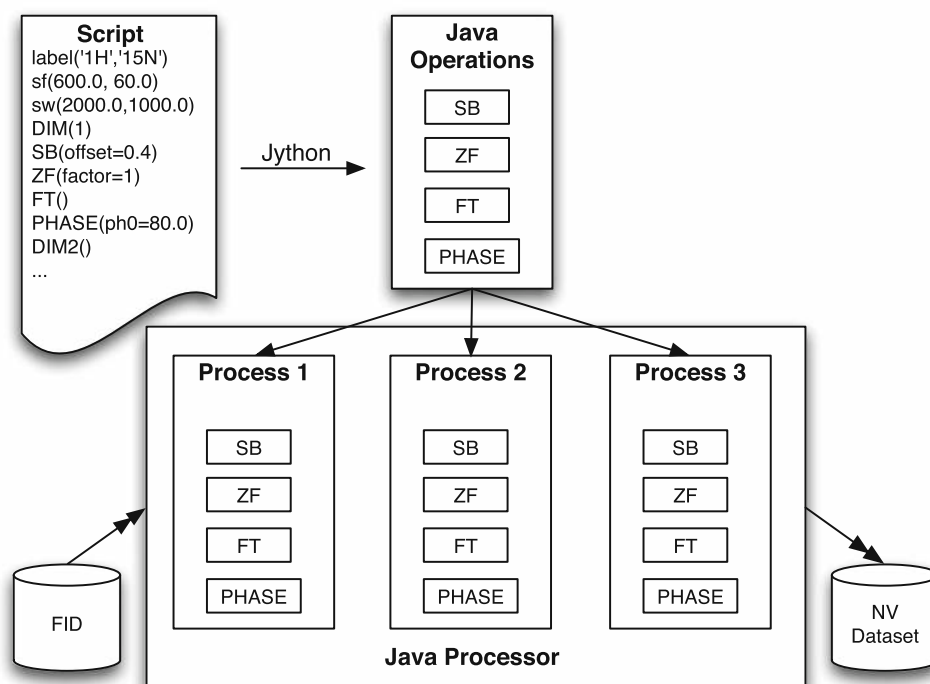 Script
label('1H','15N')
sf(600.0, 60.0)
sw(2000.0,1000.0)
DIM(1)
SB(offset=0.4)
ZF(factor=1)
FT()
PHASE(ph0=80.0)
DIM2()
...
Jython
Java
Operations
SB
ZF
FT
PHASE
Process 1
SB
ZF
FT
PHASE
Process 2
SB
ZF
FT
PHASE
Process 3
SB
ZF
FT
PHASE
Java Processor
FID
NV
Dataset